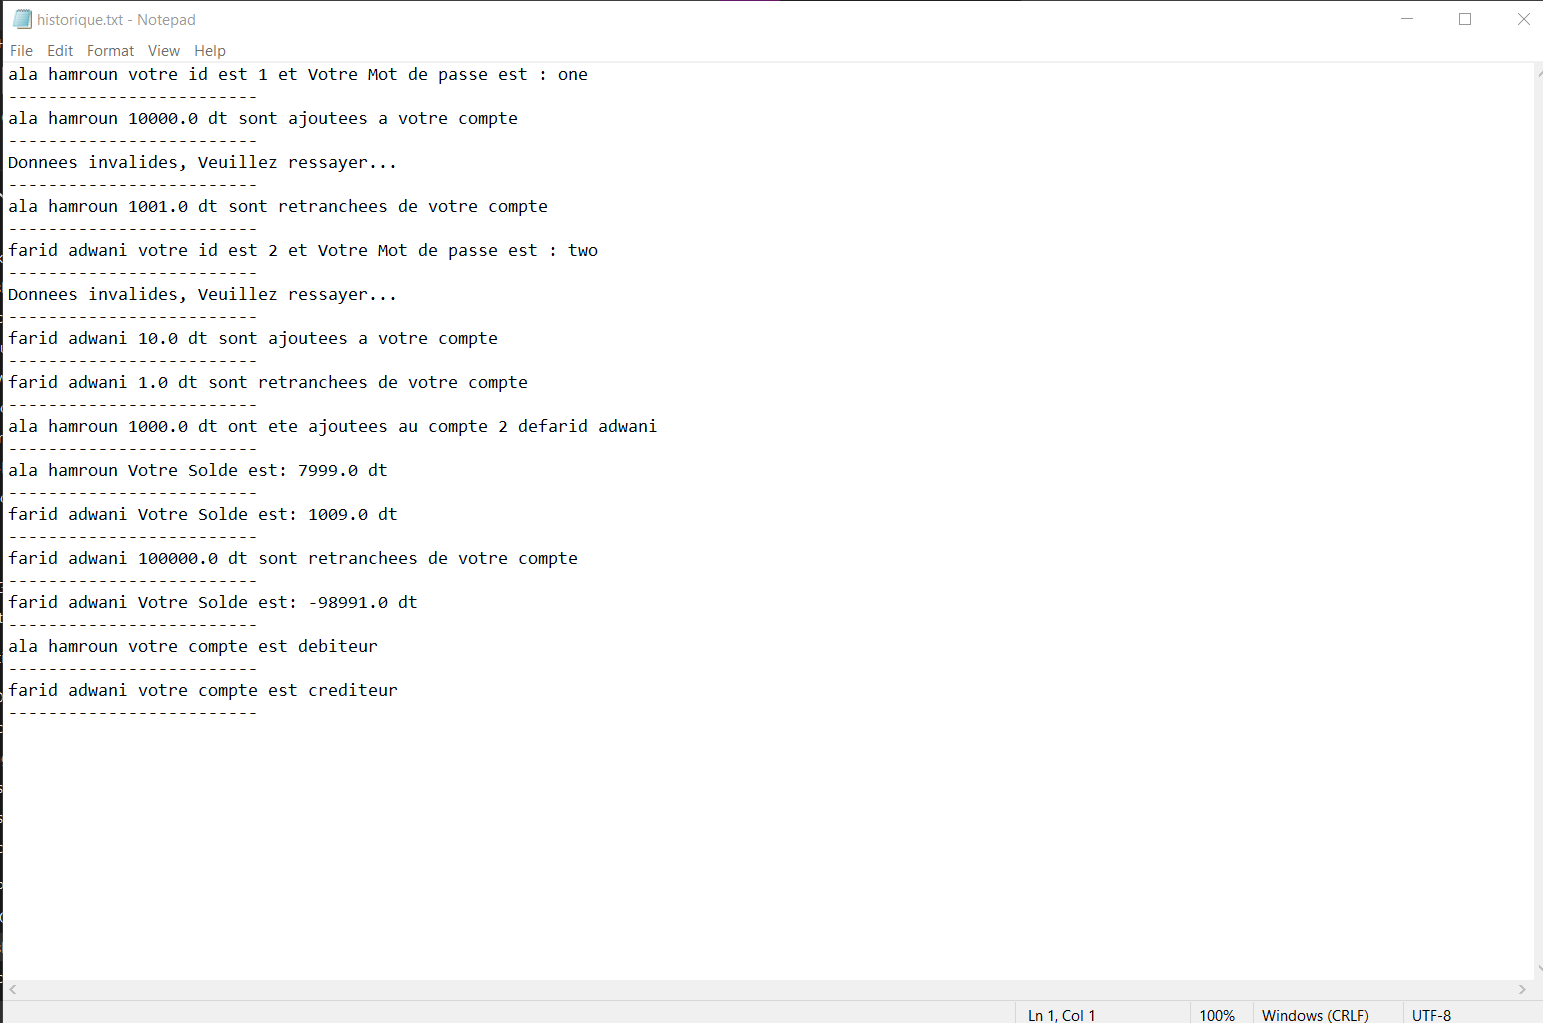 historique.txt - Notepad
File Edit Format View Help
ala hamroun votre id est 1 et Votre Mot de passe est : one
-------------------------
ala hamroun 10000.0 dt sont ajoutees a votre compte
-------------------------
Donnees invalides, Veuillez ressayer...
-------------------------
ala hamroun 1001.0 dt sont retranchees de votre compte
-------------------------
farid adwani votre id est 2 et Votre Mot de passe est : two
-------------------------
Donnees invalides, Veuillez ressayer...
-------------------------
farid adwani 10.0 dt sont ajoutees a votre compte
-------------------------
farid adwani 1.0 dt sont retranchees de votre compte
-------------------------
ala hamroun 1000.0 dt ont ete ajoutees au compte 2 defarid adwani
-------------------------
ala hamroun Votre Solde est: 7999.0 dt
-------------------------
farid adwani Votre Solde est: 1009.0 dt
-------------------------
farid adwani 100000.0 dt sont retranchees de votre compte
-------------------------
farid adwani Votre Solde est: -98991.0 dt
-------------------------
ala hamroun votre compte est debiteur
-------------------------
farid adwani votre compte est crediteur
-------------------------
Ln 1, Col 1 100% Windows (CRLF) UTF-8